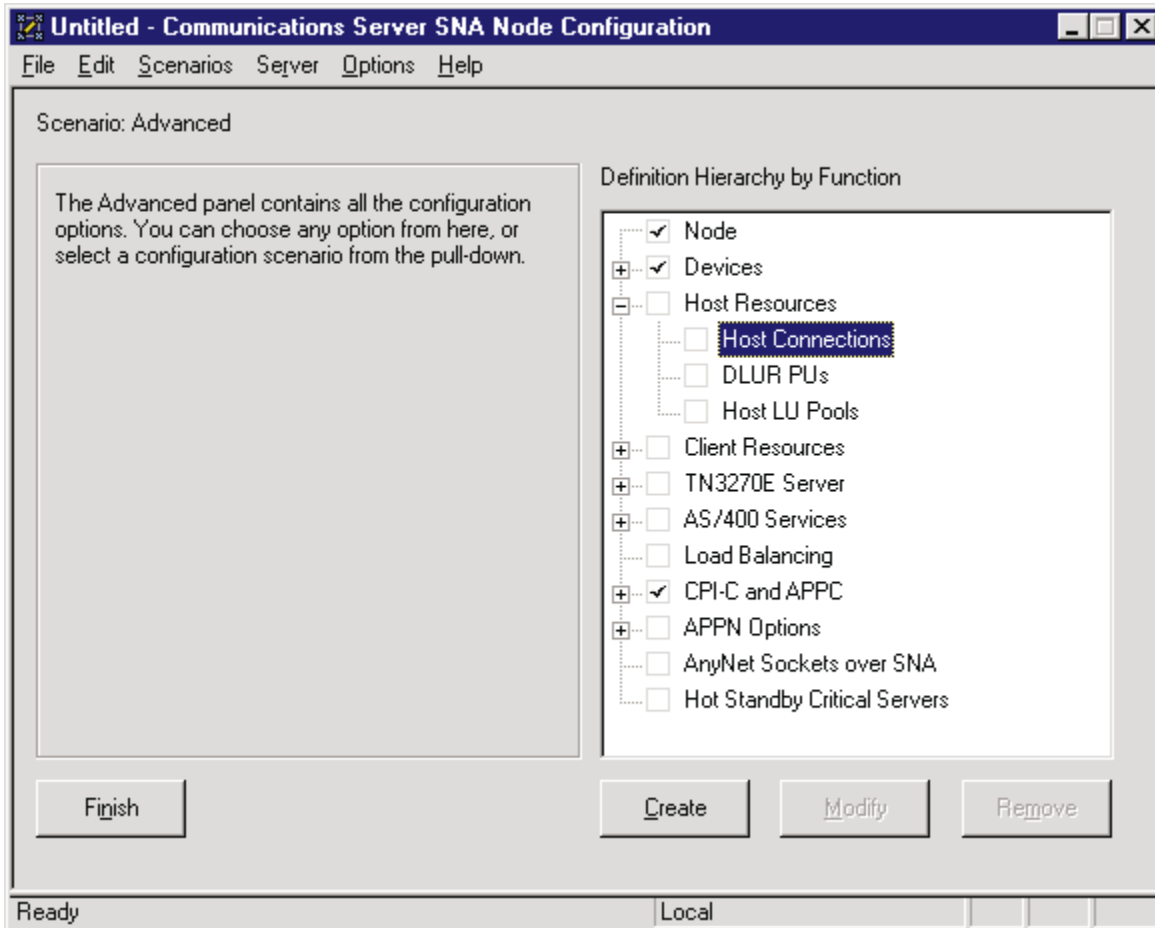 Untitled - Communications Server SNA Node Configuration
File Edit Scenarios Server Options Help
Scenario: Advanced
The Advanced panel contains all the configuration
options. You can choose any option from here, or
select a configuration scenario from the pull-down.
Definition Hierarchy by Function
Node
Devices
Host Resources
Host Connections
DLUR PUs
Host LU Pools
Client Resources
TN3270E Server
AS/400 Services
Load Balancing
CPI-C and APPC
APPN Options
AnyNet Sockets over SNA
Hot Standby Critical Servers
Finish
Create Modify Remove
Ready Local